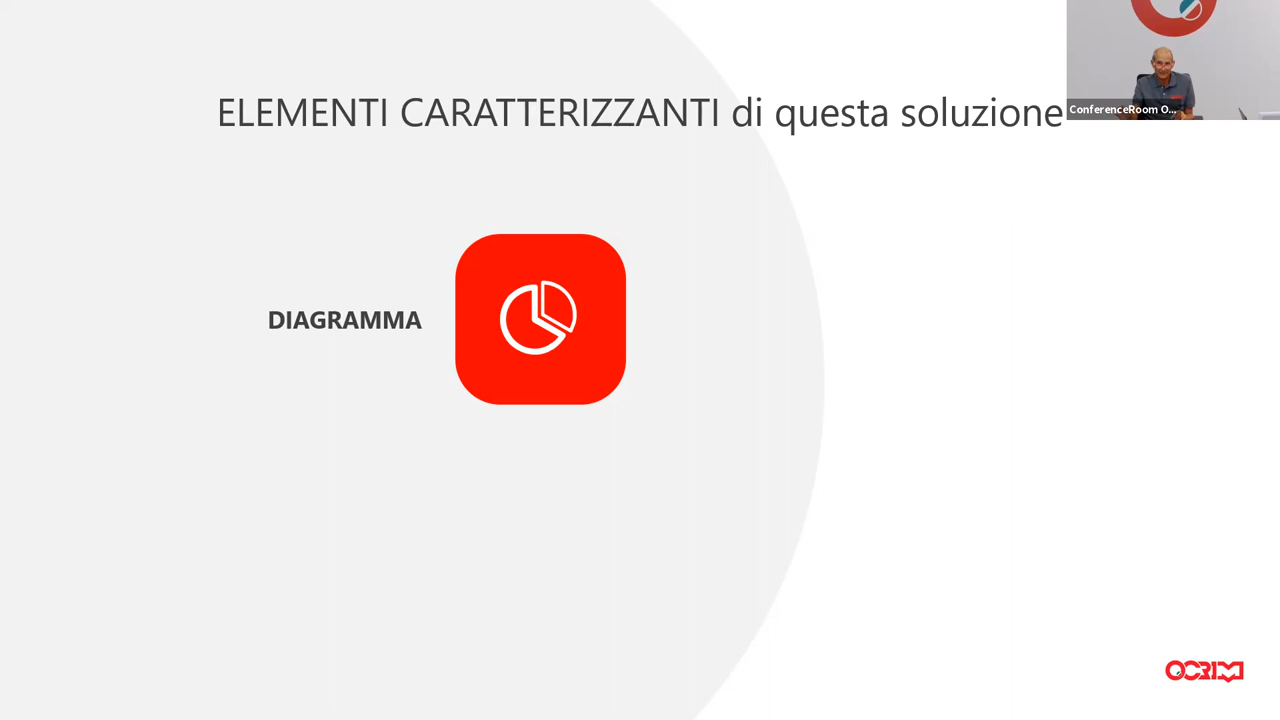 ELEMENTI CARATTERIZZANTI di questa soluzione
ConferenceRoom O...
DIAGRAMMA
OCRIM